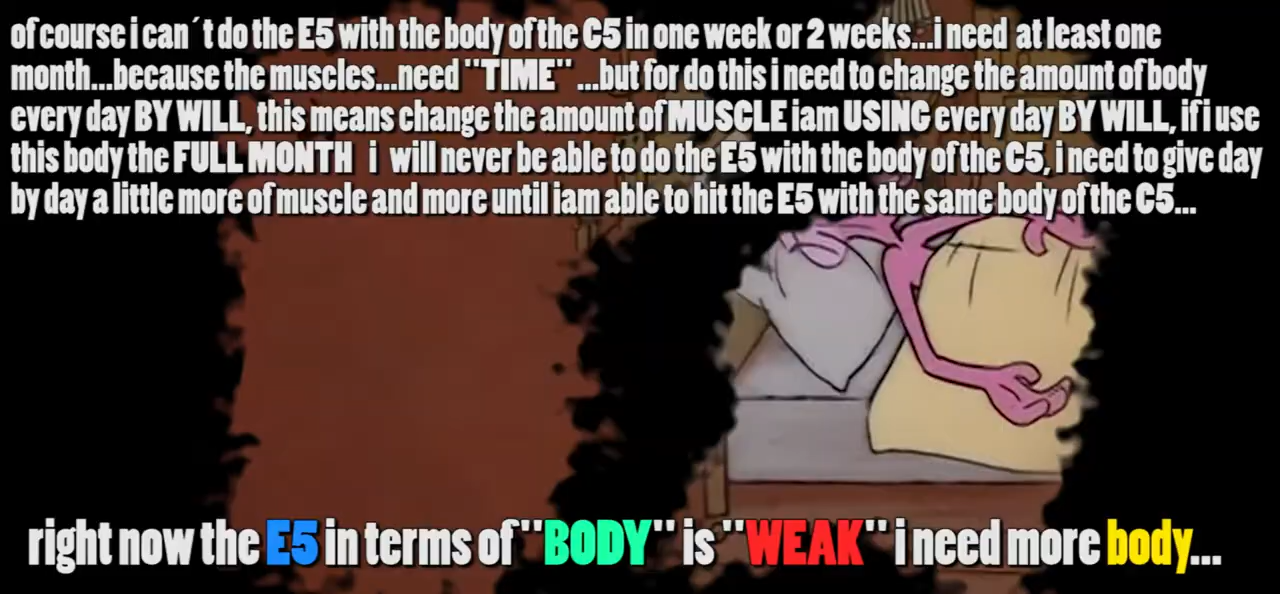 of course i can´t do the E5 with the body of the C5 in one week or 2 weeks...i need at least one
month...because the muscles...need "TIME" ...but for do this i need to change the amount of body
every day BY WILL, this means change the amount of MUSCLE iam USING every day BY WILL, if i use
this body the FULL MONTH i will never be able to do the E5 with the body of the C5, i need to give day
by day a little more of muscle and more until iam able to hit the E5 with the same body of the C5...
right now the E5 in terms of "BODY" is "WEAK" i need more body...